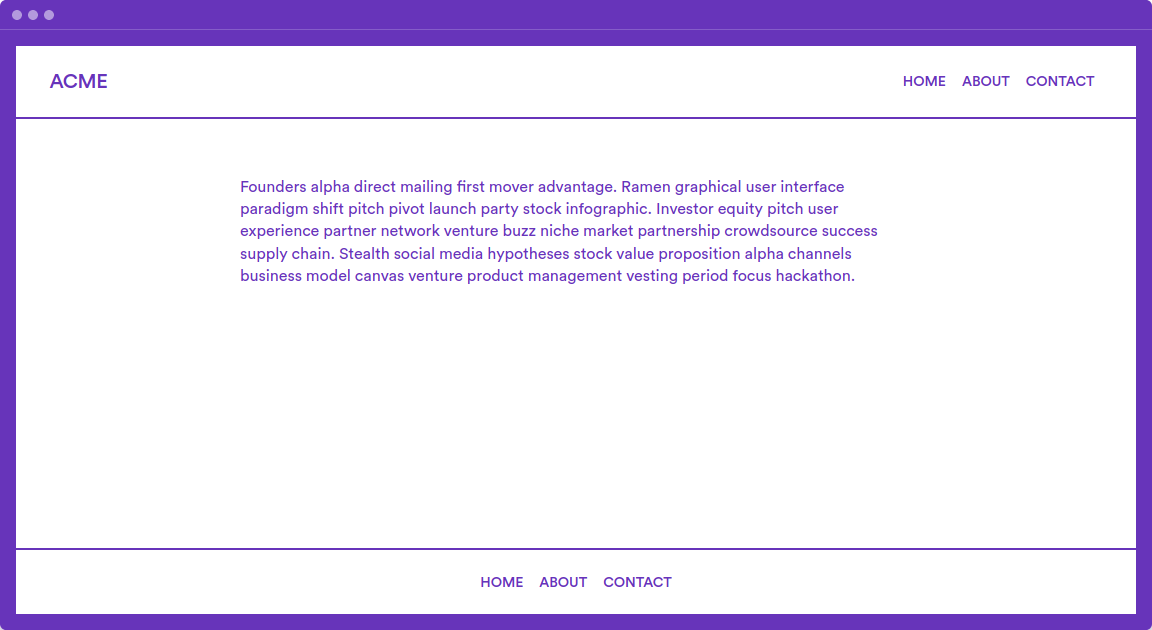 ACME
HOME ABOUT CONTACT
Founders alpha direct mailing first mover advantage. Ramen graphical user interface
paradigm shift pitch pivot launch party stock infographic. Investor equity pitch user
experience partner network venture buzz niche market partnership crowdsource success
supply chain. Stealth social media hypotheses stock value proposition alpha channels
business model canvas venture product management vesting period focus hackathon.
HOME ABOUT CONTACT